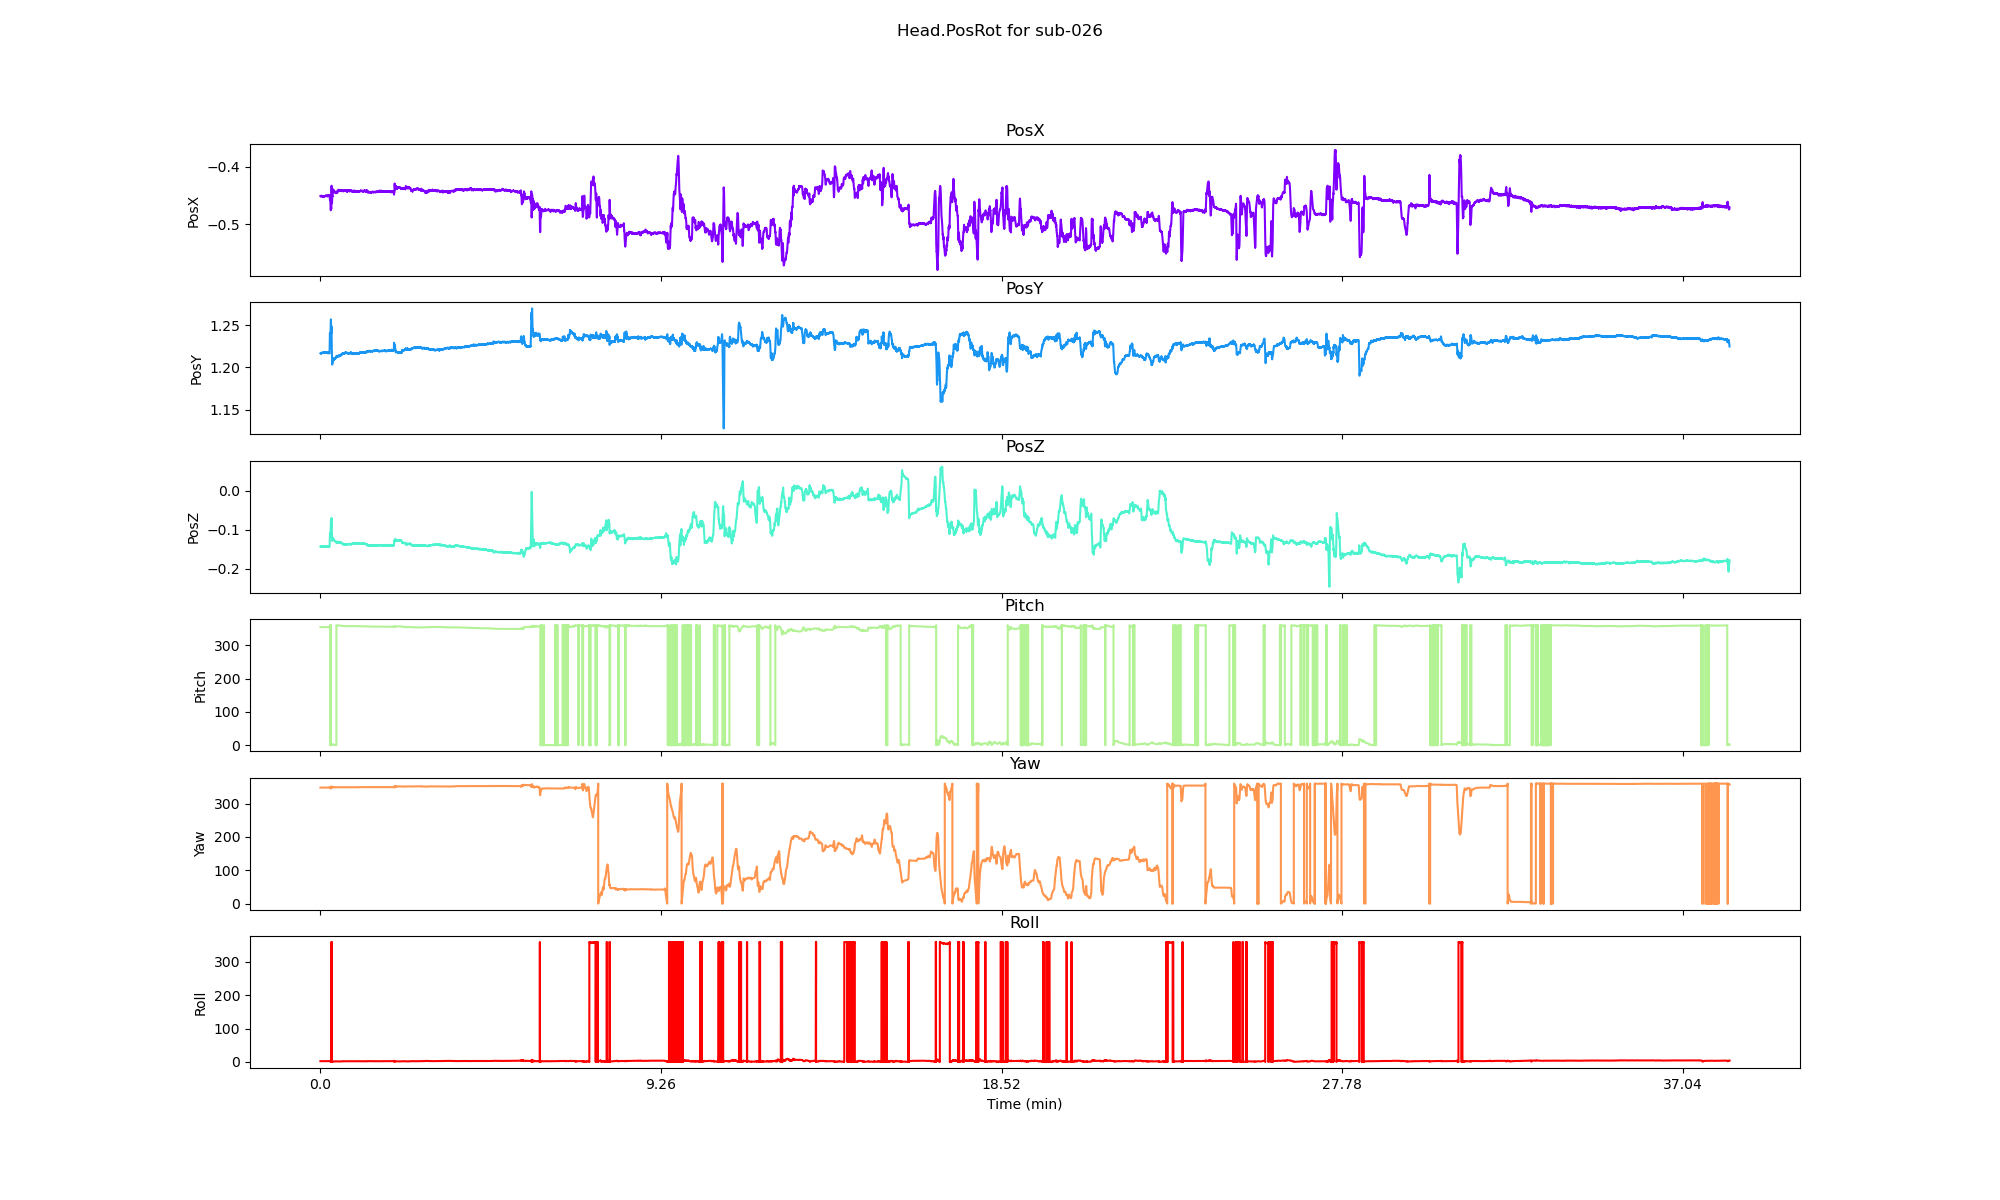 Head.PosRot for sub-026
PosX
PosX
−0.4
−0.5
PosY
PosY
1.25
1.20
1.15
PosZ
PosZ
0.0
−0.1
−0.2
Pitch
Pitch
300
200
100
0
Yaw
Yaw
300
200
100
0
Roll
Roll
300
200
100
0
0.0 9.26 18.52 27.78 37.04
Time (min)